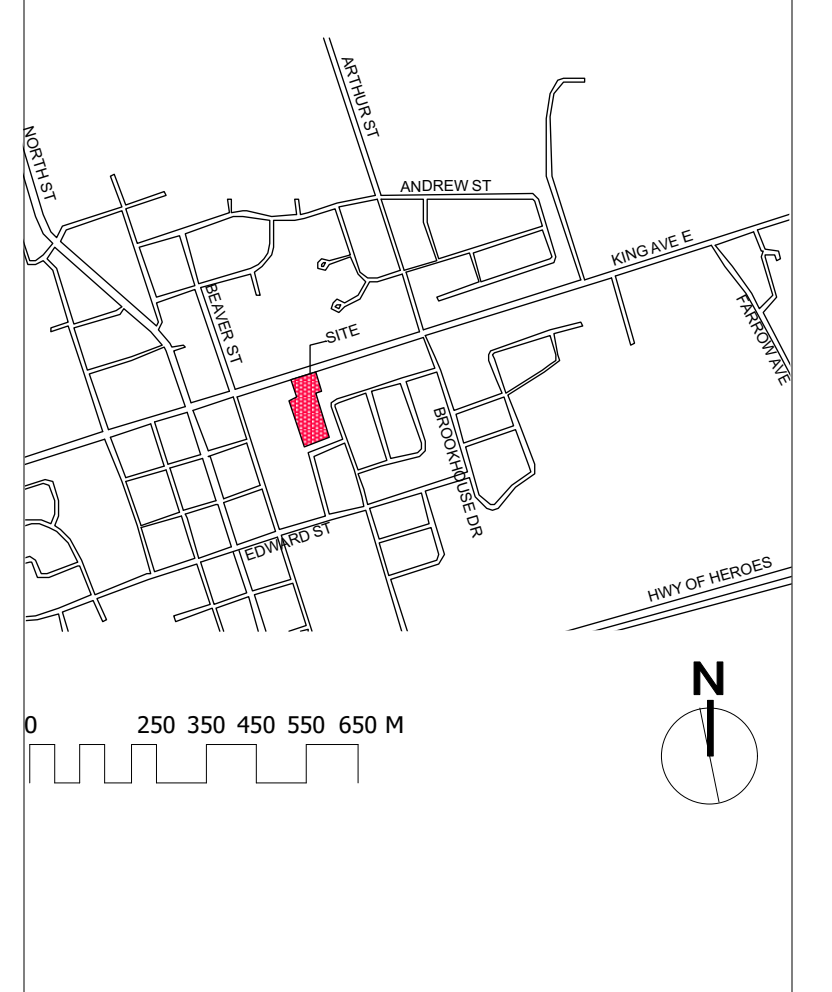 ARTHUR ST
NORTH ST
ANDREW ST
KING AVE E
BEAVER ST
SITE
FARROW AVE
BROOKHOUSE DR
EDWARD ST
HWY OF HEROES
N
0 250 350 450 550 650 M